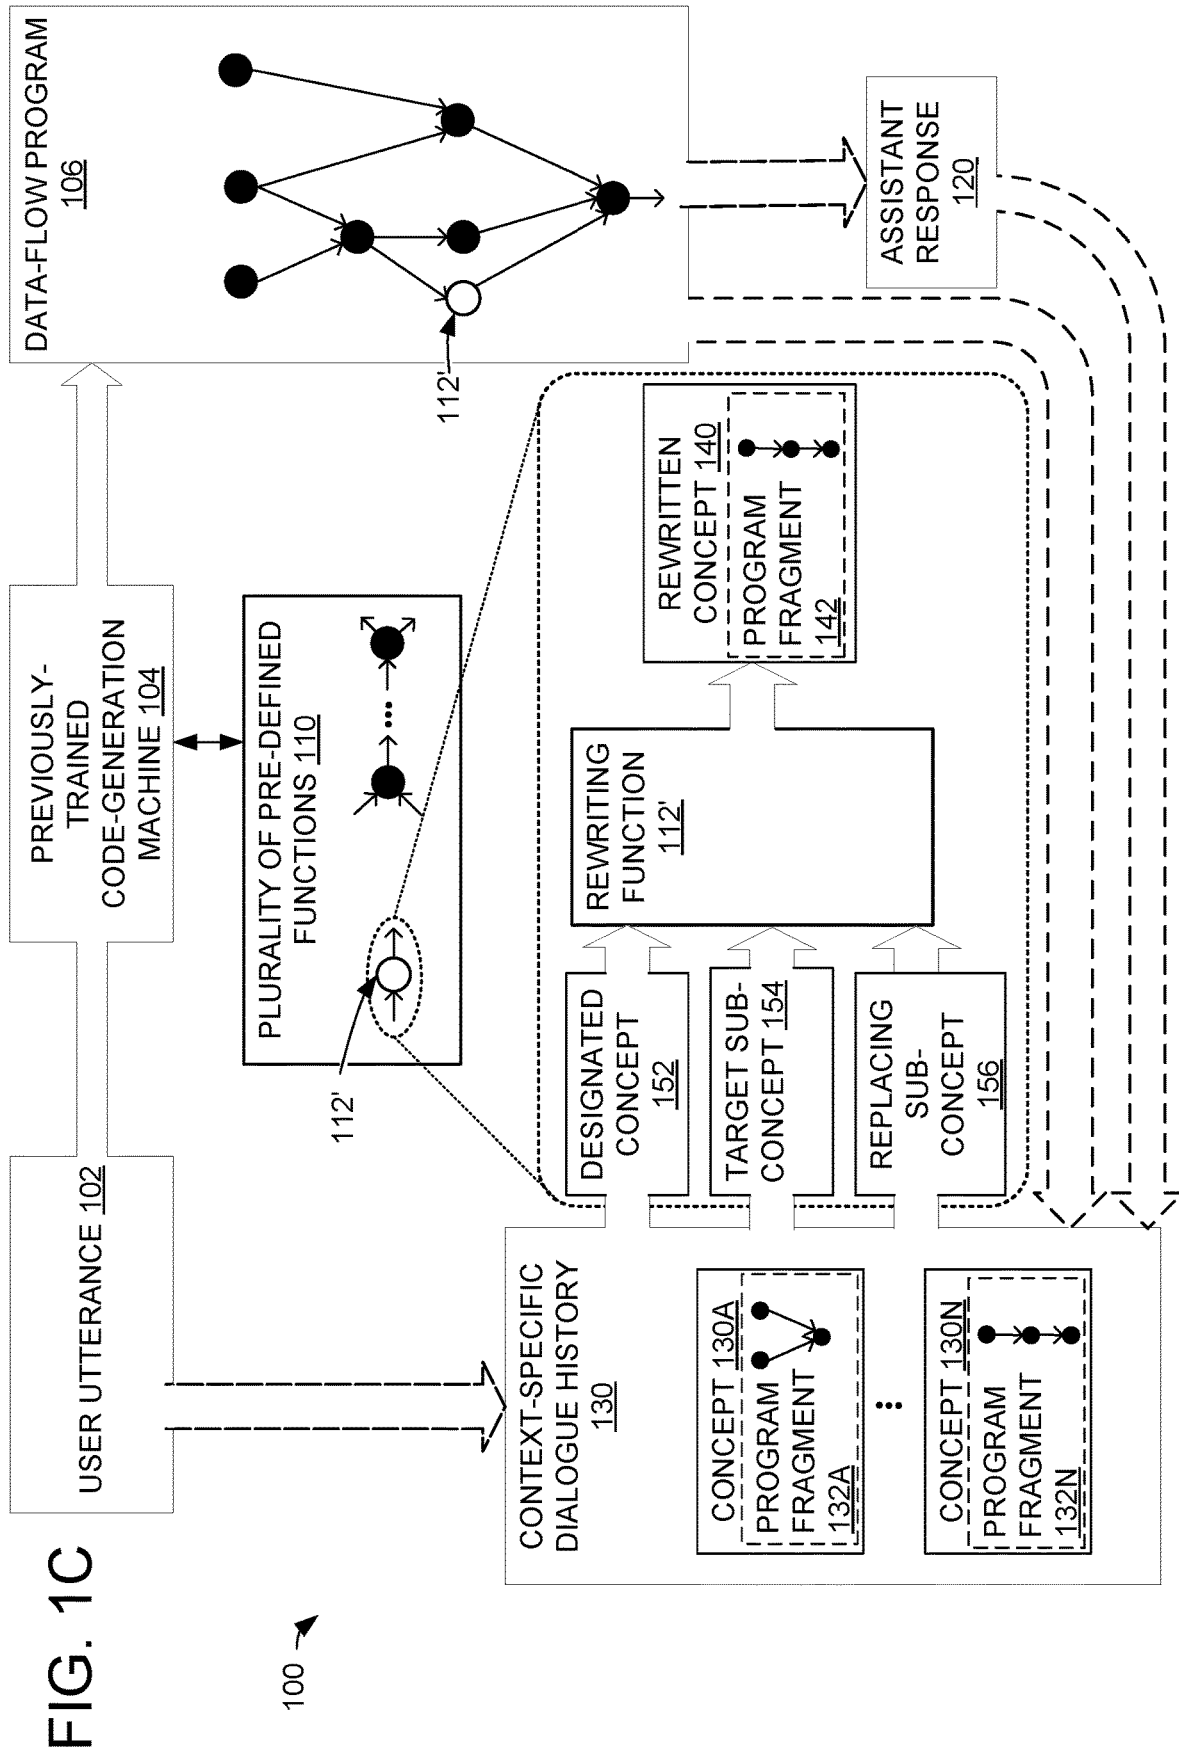 FIG. 1C
100
USER UTTERANCE 102
PREVIOUSLY-
TRAINED
CODE-GENERATION
MACHINE 104
DATA-FLOW PROGRAM
106
112'
PLURALITY OF PRE-DEFINED
FUNCTIONS 110
•••
112'
CONTEXT-SPECIFIC
DIALOGUE HISTORY
130
CONCEPT 130A
PROGRAM
FRAGMENT
132A
•••
CONCEPT 130N
PROGRAM
FRAGMENT
132N
DESIGNATED
CONCEPT
152
TARGET SUB-
CONCEPT 154
REPLACING
SUB-
CONCEPT
156
REWRITING
FUNCTION
112'
REWRITTEN
CONCEPT 140
PROGRAM
FRAGMENT
142
ASSISTANT
RESPONSE
120